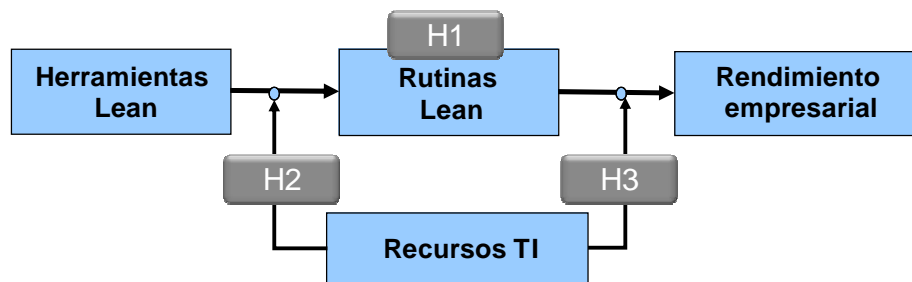 H1
Herramientas
Lean
Rutinas
Lean
Rendimiento
empresarial
H2
H3
Recursos TI